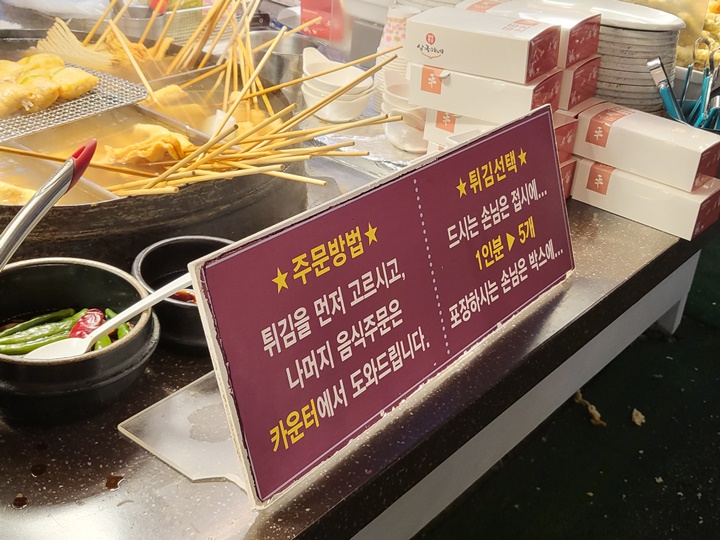 ★주문방법★
튀김을 먼저 고르시고,
나머지 음식주문은
카운터에서 도와드립니다.
★튀김선택★
드시는 손님은 접시에...
1인분▶5개
포장하시는 손님은 박스에...